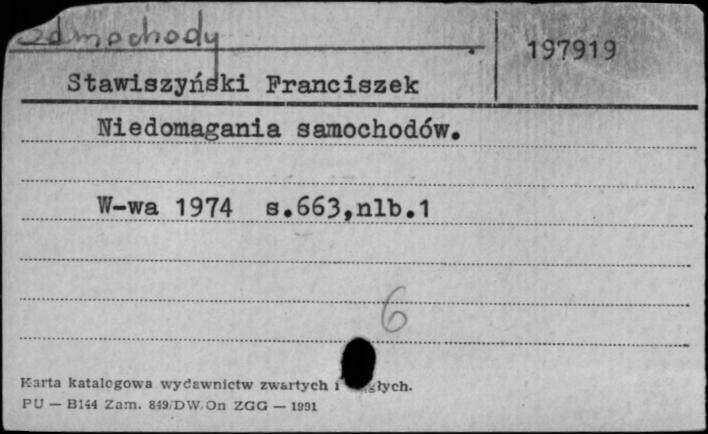 Samochody
197919
Stawiszyński Franciszek
Niedomagania samochodów.
W-wa 1974 s.663,nlb.1
6
Karta katalogowa wydawnictw zwartych i
PU — B144 Zam. 849/DW.On ZGG — 1991